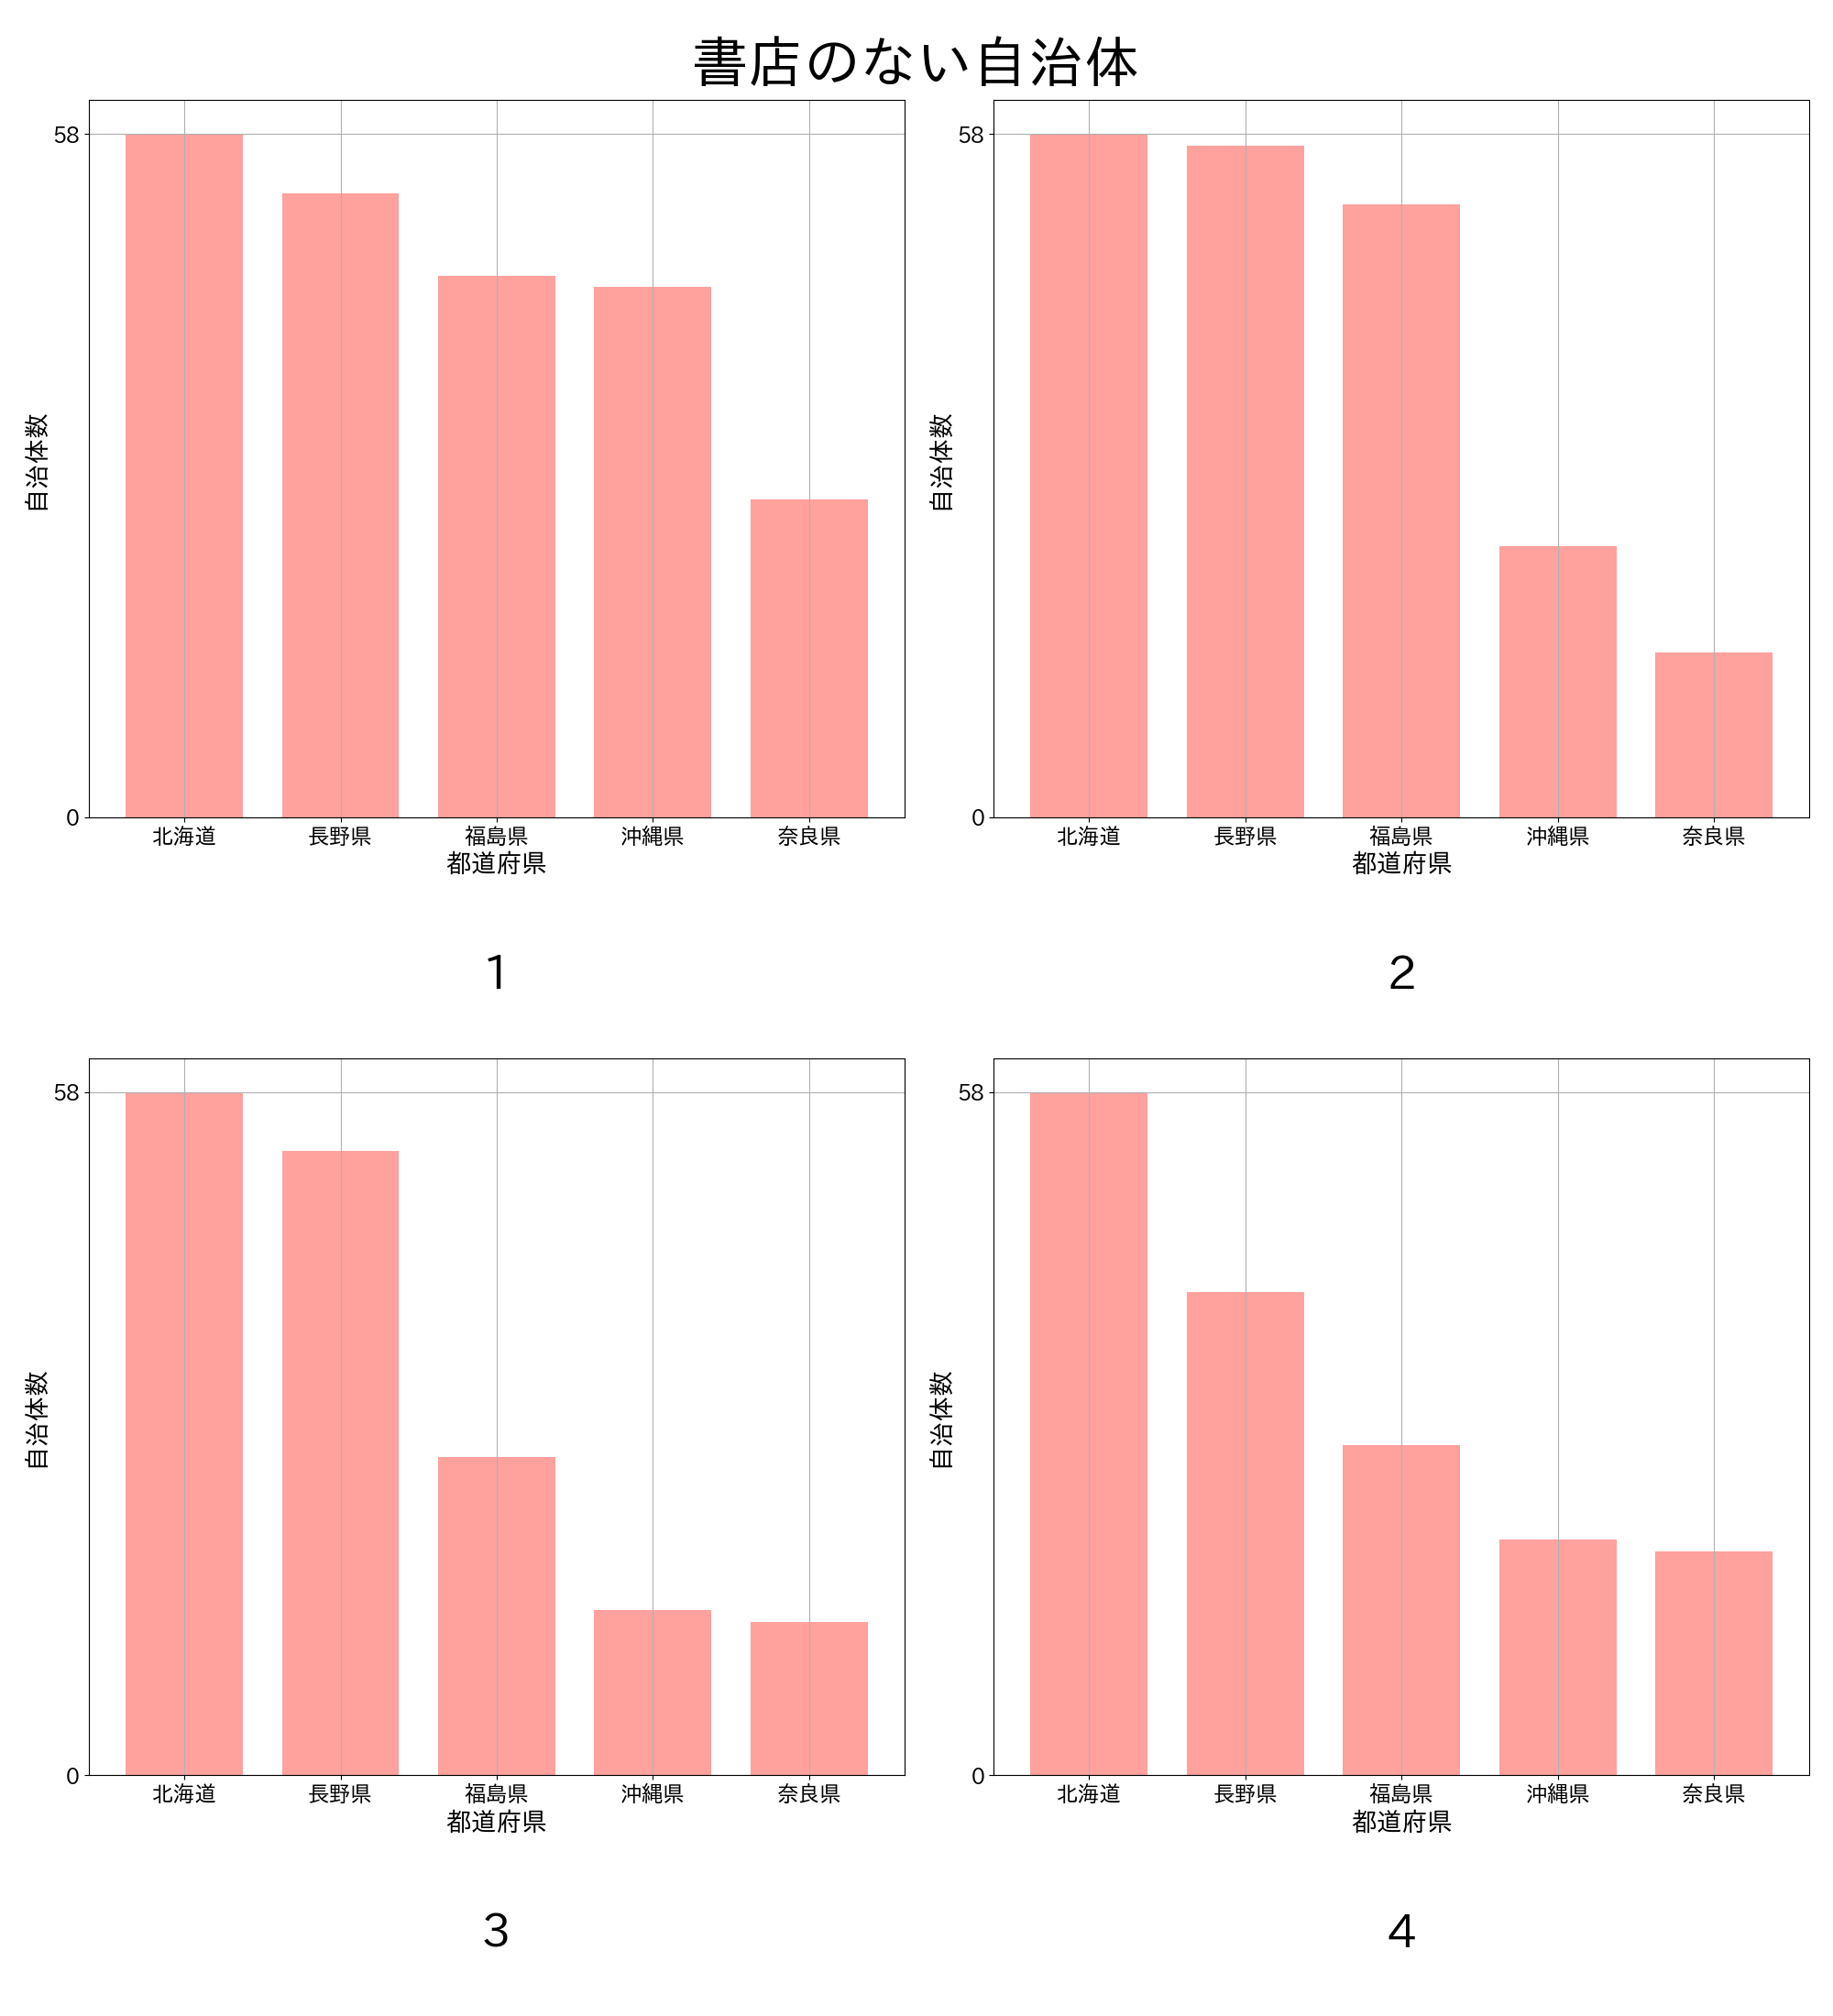 書店のない自治体
58
0
自治体数
北海道 長野県 福島県 沖縄県 奈良県
都道府県
1
58
0
自治体数
北海道 長野県 福島県 沖縄県 奈良県
都道府県
2
58
0
自治体数
北海道 長野県 福島県 沖縄県 奈良県
都道府県
3
58
0
自治体数
北海道 長野県 福島県 沖縄県 奈良県
都道府県
4